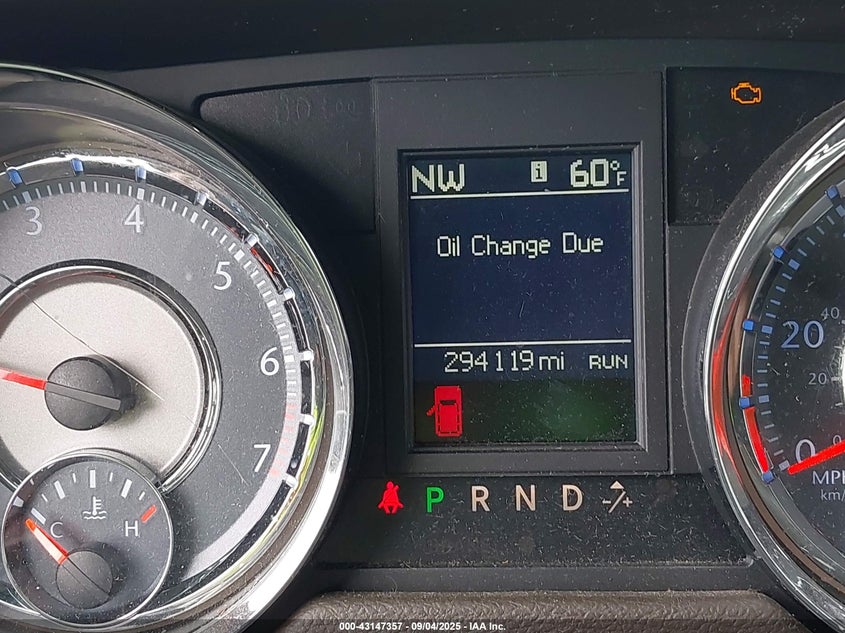 NW i 60°F
Oil Change Due
294119 mi RUN
P R N D -/+
3
4
5
6
7
C H
40
20
20
0
0
MPH
km/
000-43147357 - 09/04/2025 - IAA Inc.